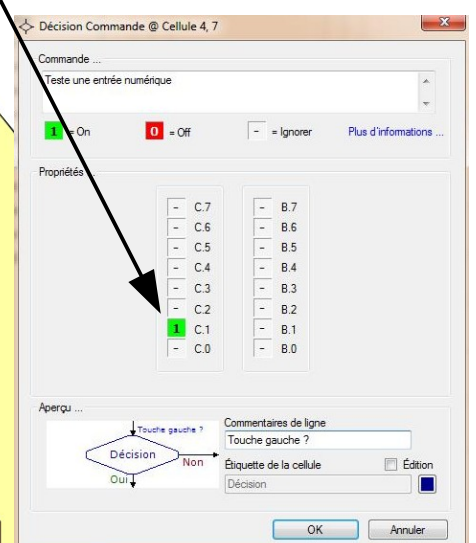 Décision Commande @ Cellule 4, 7
Commande ...
Teste une entrée numérique
1 = On 0 = Off - = Ignorer Plus d'informations ...
Propriétés ...
- C.7 - B.7
- C.6 - B.6
- C.5 - B.5
- C.4 - B.4
- C.3 - B.3
- C.2 - B.2
1 C.1 - B.1
- C.0 - B.0
Aperçu ...
Touche gauche ?
Décision
Non
Oui
Commentaires de ligne
Touche gauche ?
Étiquette de la cellule Édition
Décision
OK Annuler